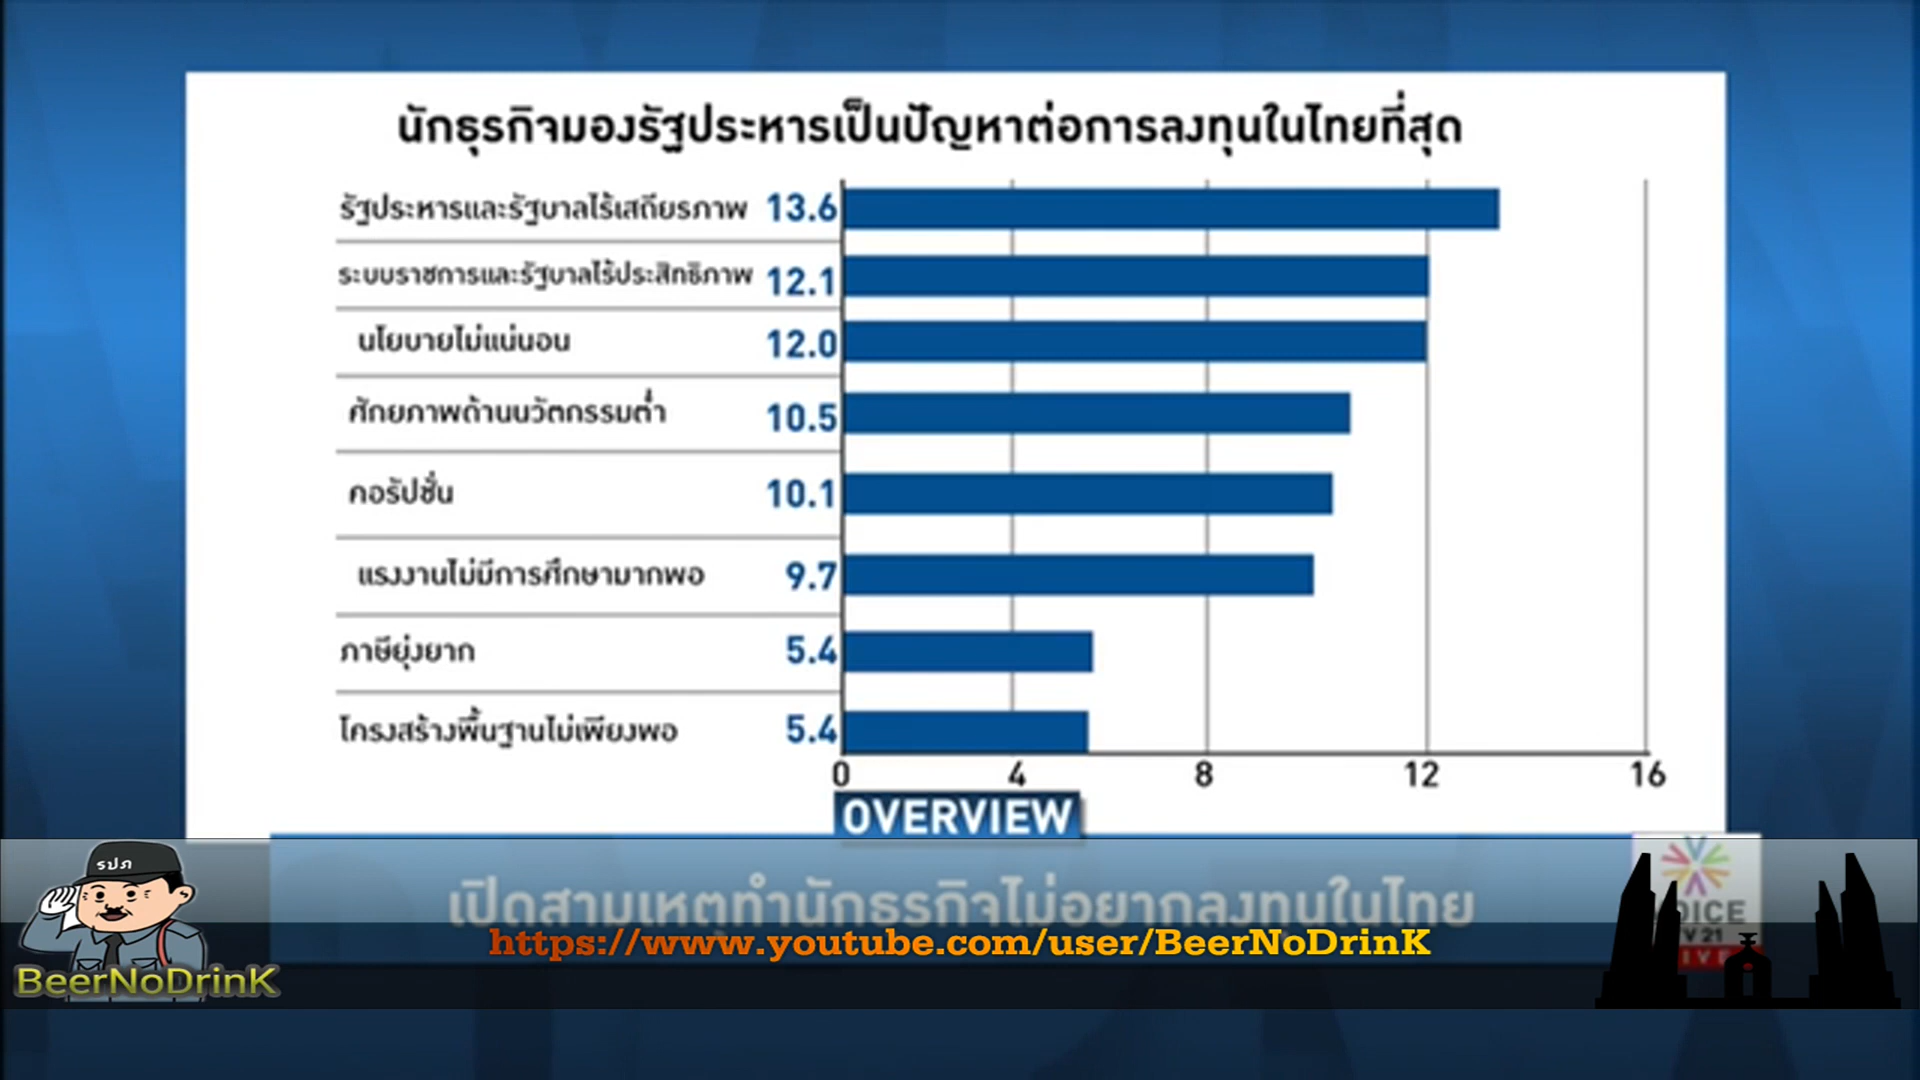 นักธุรกิจมองรัฐประหารเป็นปัญหาต่อการลงทุนในไทยที่สุด
รัฐประหารและรัฐบาลไร้เสถียรภาพ 13.6
ระบบราชการและรัฐบาลไร้ประสิทธิภาพ 12.1
นโยบายไม่แน่นอน 12.0
ศักยภาพด้านนวัตกรรมต่ำ 10.5
คอรัปชั่น 10.1
แรงงานไม่มีการศึกษามากพอ 9.7
ภาษียุ่งยาก 5.4
โครงสร้างพื้นฐานไม่เพียงพอ 5.4
0 4 8 12 16
OVERVIEW
รปภ
เปิดสามเหตุทำนักธุรกิจไม่อยากลงทุนในไทย
https://www.youtube.com/user/BeerNoDrinK
BeerNoDrinK